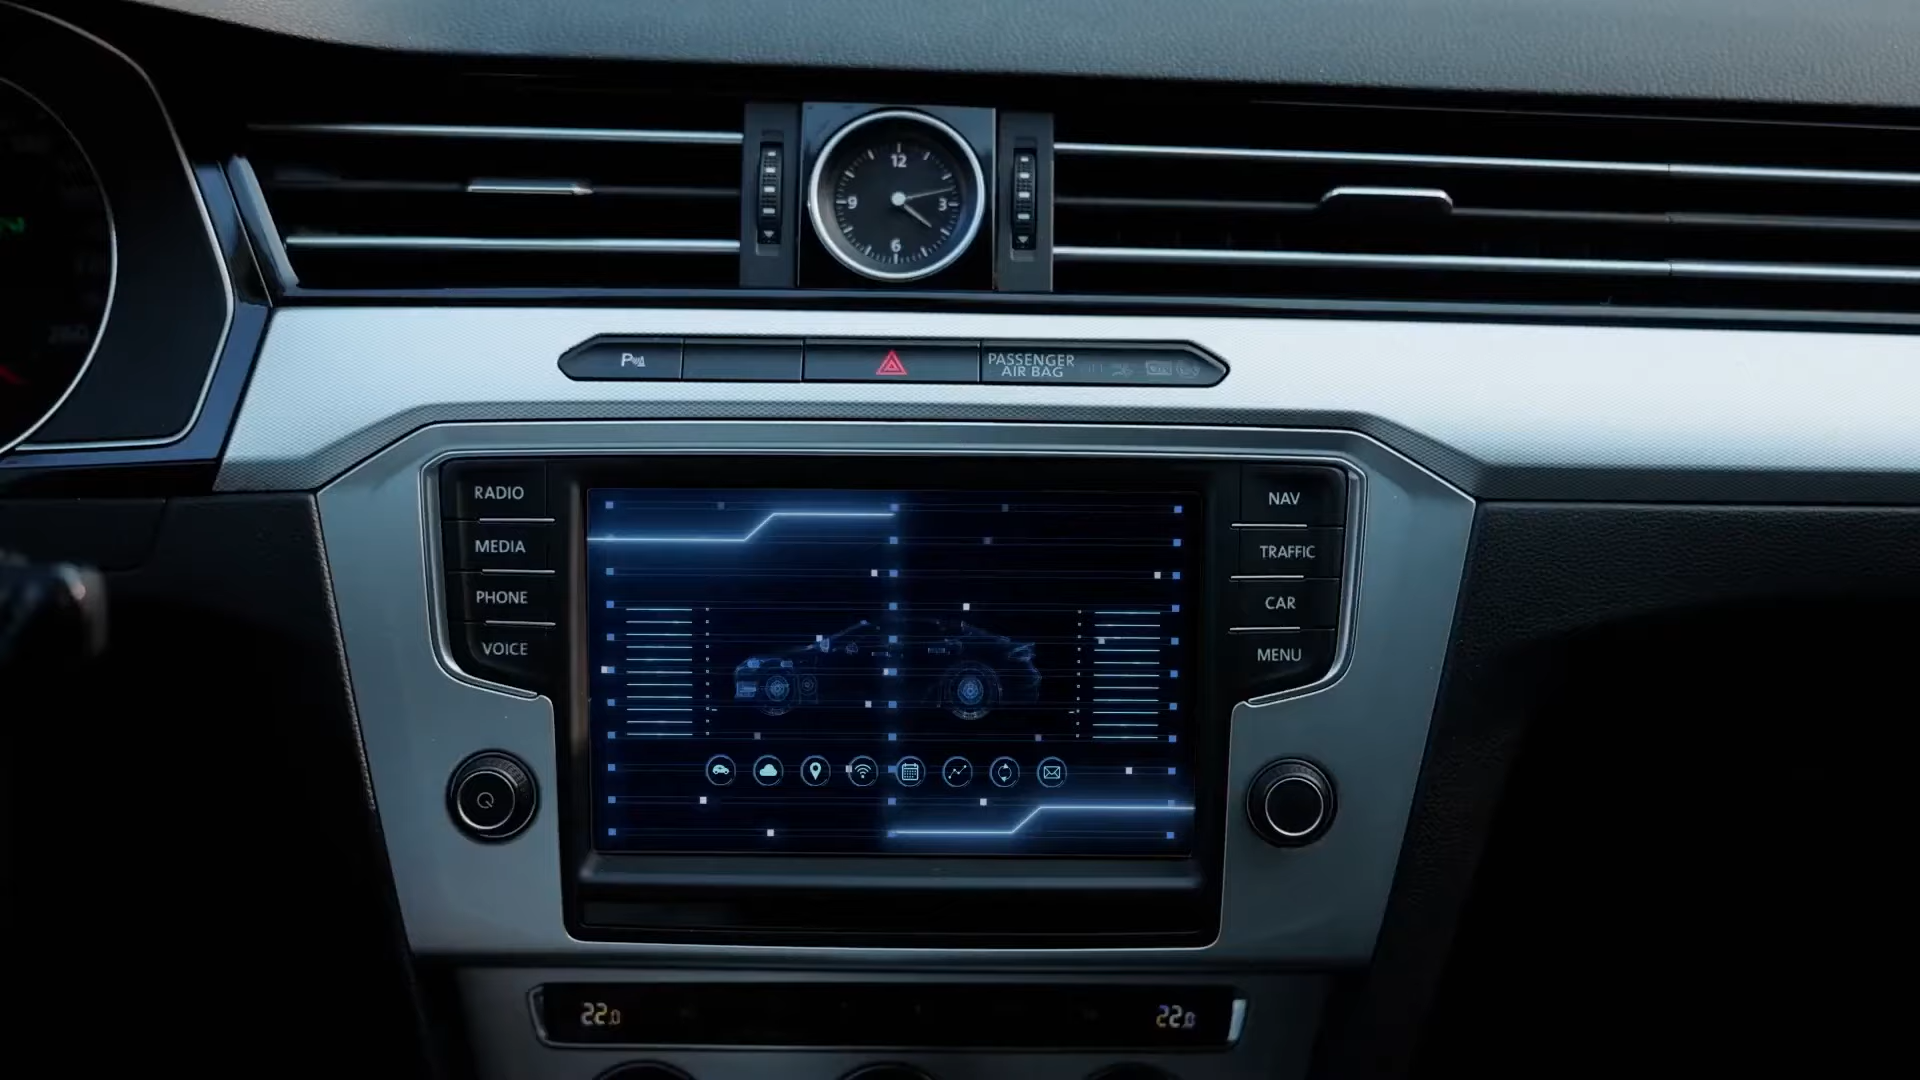 12
9
3
6
P
PASSENGER
AIR BAG
RADIO
MEDIA
PHONE
VOICE
NAV
TRAFFIC
CAR
MENU
22.0
22.0